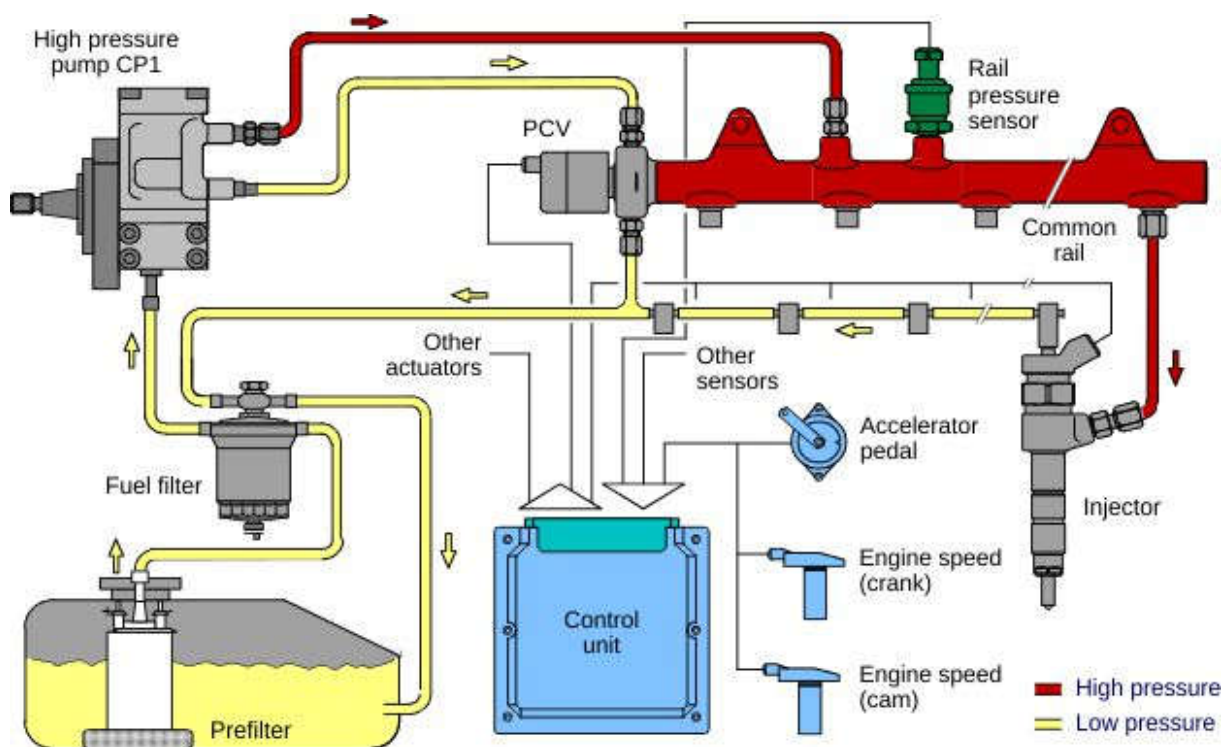 High pressure
pump CP1
Rail
pressure
sensor
PCV
Common
rail
Other
actuators
Other
sensors
Accelerator
pedal
Fuel filter
Injector
Engine speed
(crank)
Control
unit
Engine speed
(cam)
Prefilter
High pressure
Low pressure